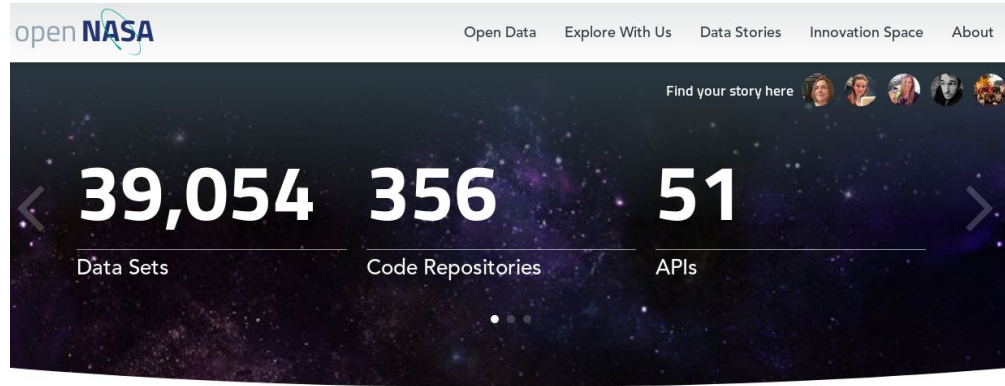 open NASA
Open Data Explore With Us Data Stories Innovation Space About
Find your story here
39,054 356 51
Data Sets Code Repositories APIs